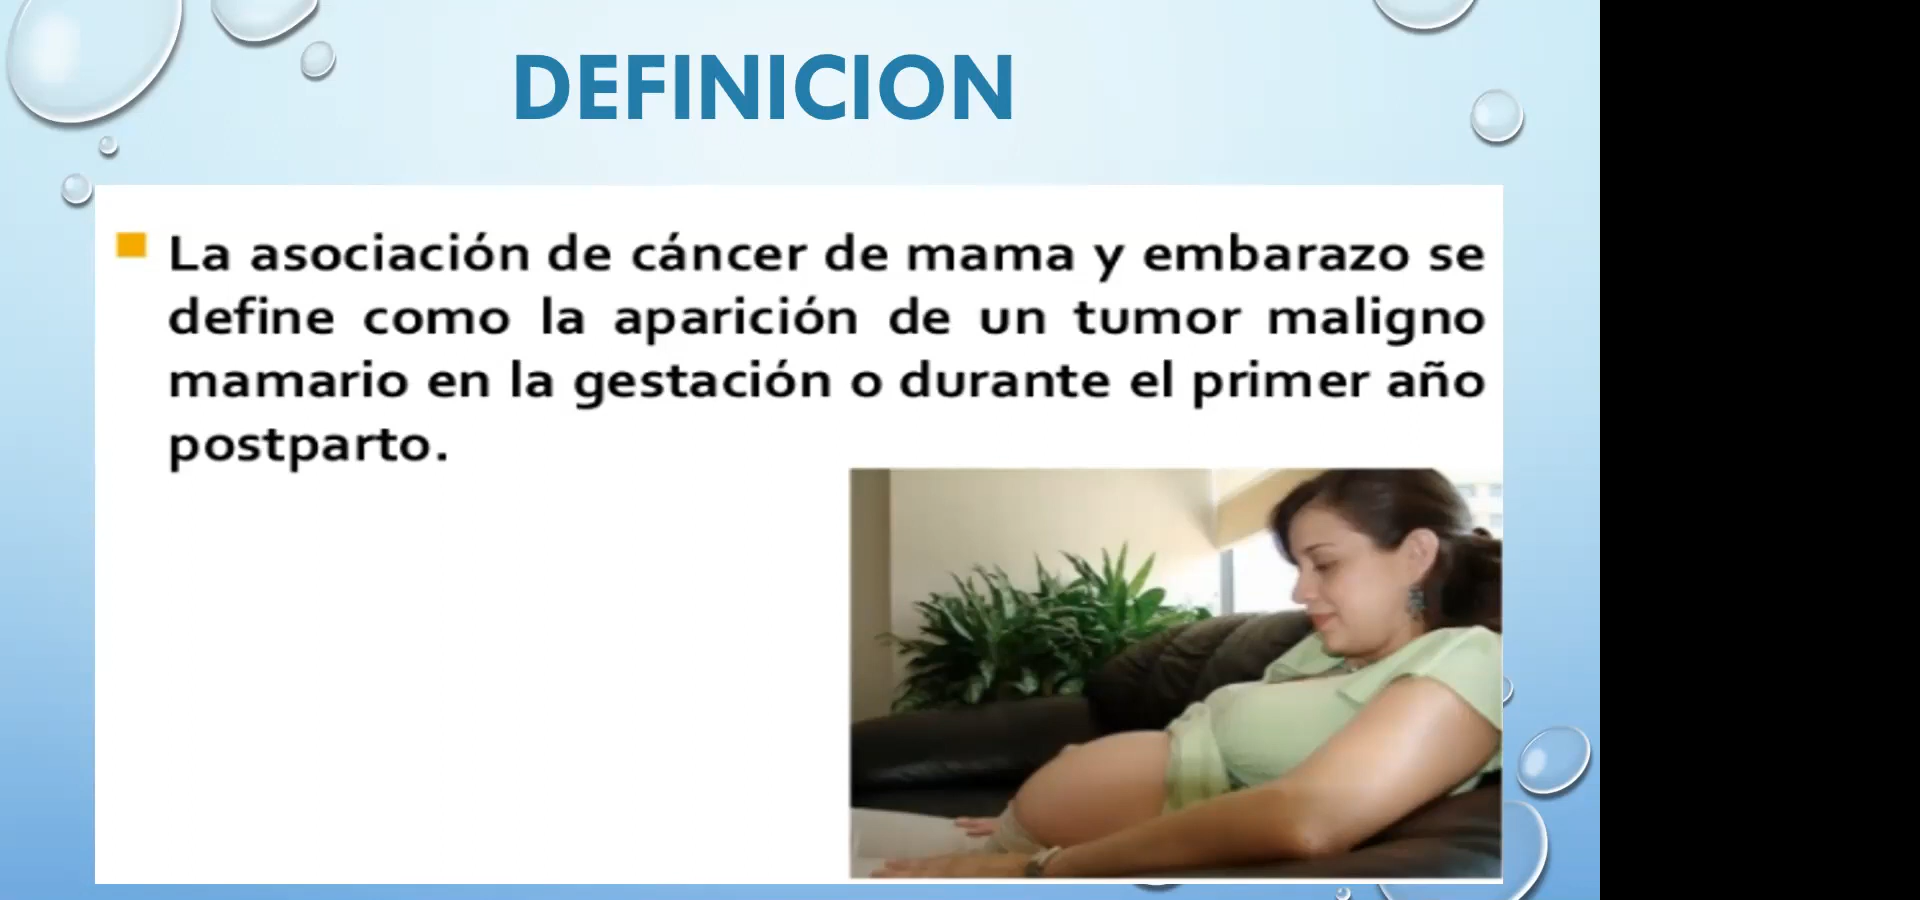 DEFINICION
La asociación de cáncer de mama y embarazo se
define como la aparición de un tumor maligno
mamario en la gestación o durante el primer año
postparto.